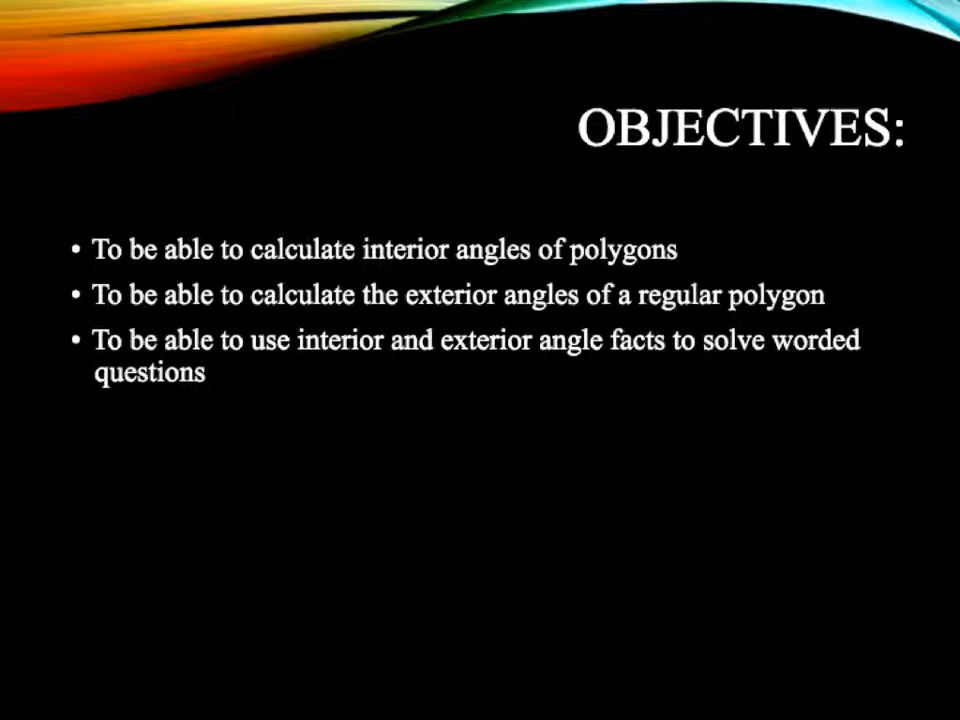 OBJECTIVES:
• To be able to calculate interior angles of polygons
• To be able to calculate the exterior angles of a regular polygon
• To be able to use interior and exterior angle facts to solve worded
questions